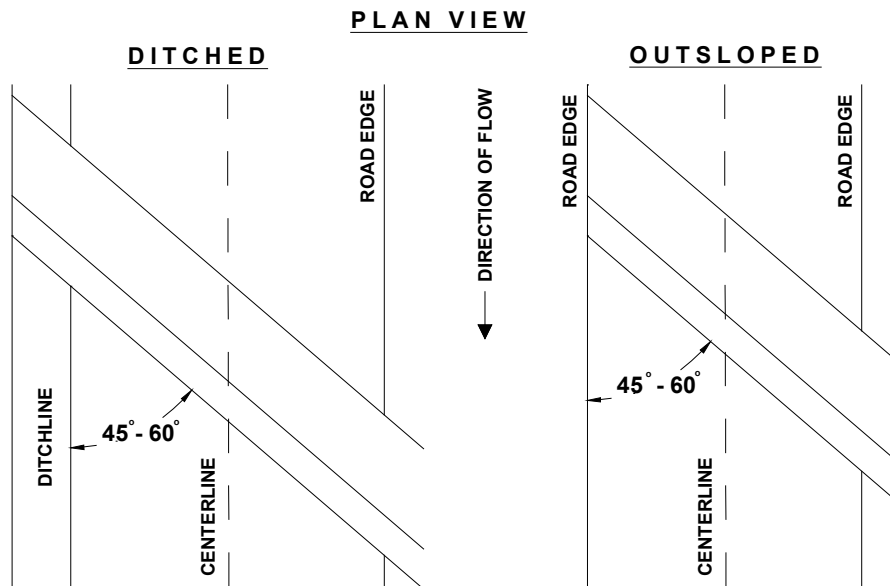 PLAN VIEW
DITCHED
OUTSLOPED
ROAD EDGE
DIRECTION OF FLOW
ROAD EDGE
ROAD EDGE
45° - 60°
45° - 60°
DITCHLINE
CENTERLINE
CENTERLINE